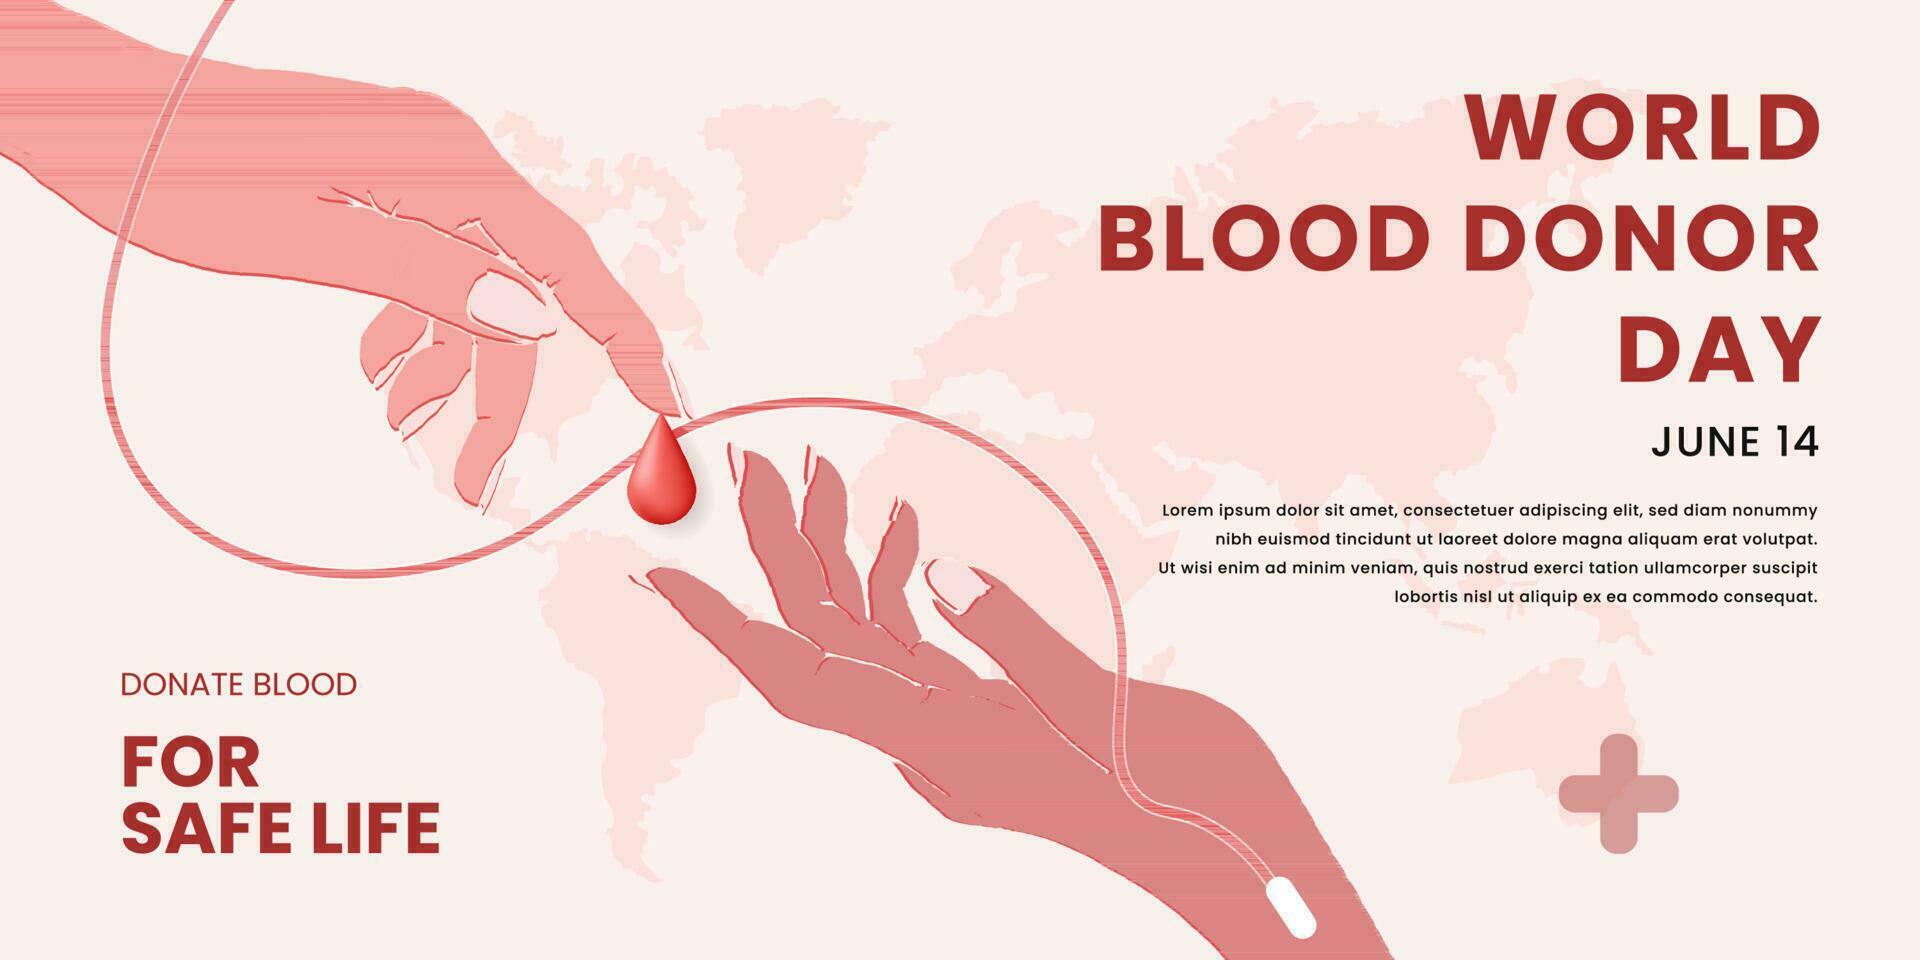 WORLD
BLOOD DONOR
DAY
JUNE 14
Lorem ipsum dolor sit amet, consectetuer adipiscing elit, sed diam nonummy
nibh euismod tincidunt ut laoreet dolore magna aliquam erat volutpat.
Ut wisi enim ad minim veniam, quis nostrud exerci tation ullamcorper suscipit
lobortis nisl ut aliquip ex ea commodo consequat.
DONATE BLOOD
FOR
SAFE LIFE